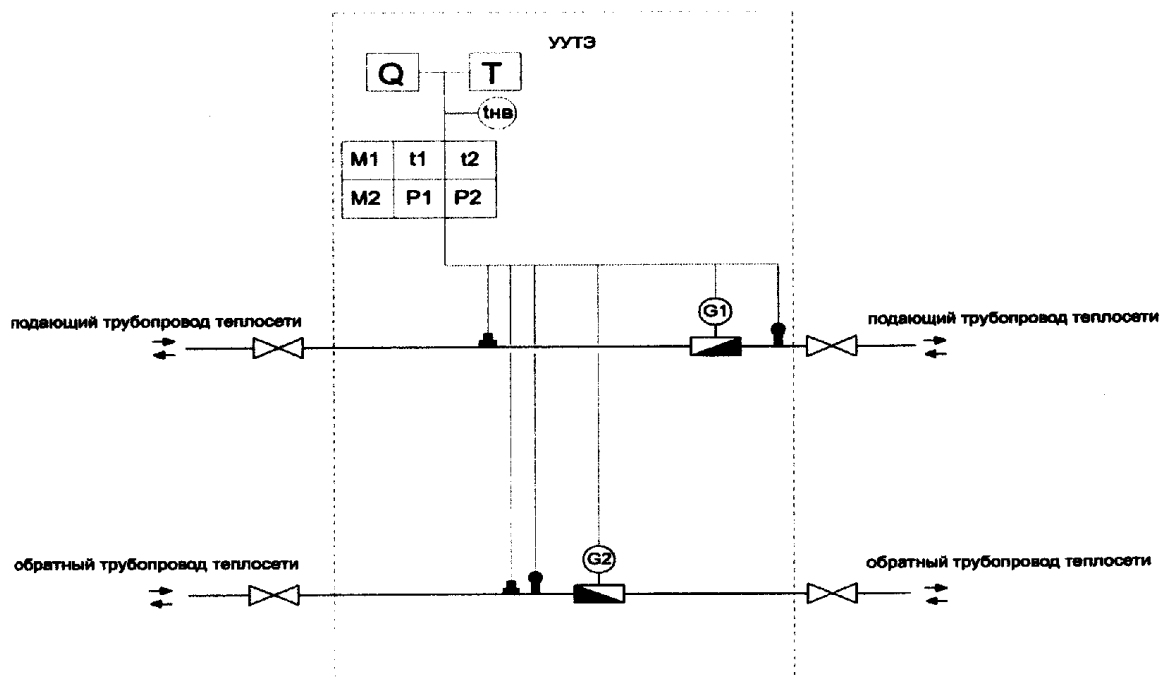 УУТЭ
Q T
tнв
M1 t1 t2
M2 P1 P2
G1
подающий трубопровод теплосети
подающий трубопровод теплосети
G2
обратный трубопровод теплосети
обратный трубопровод теплосети